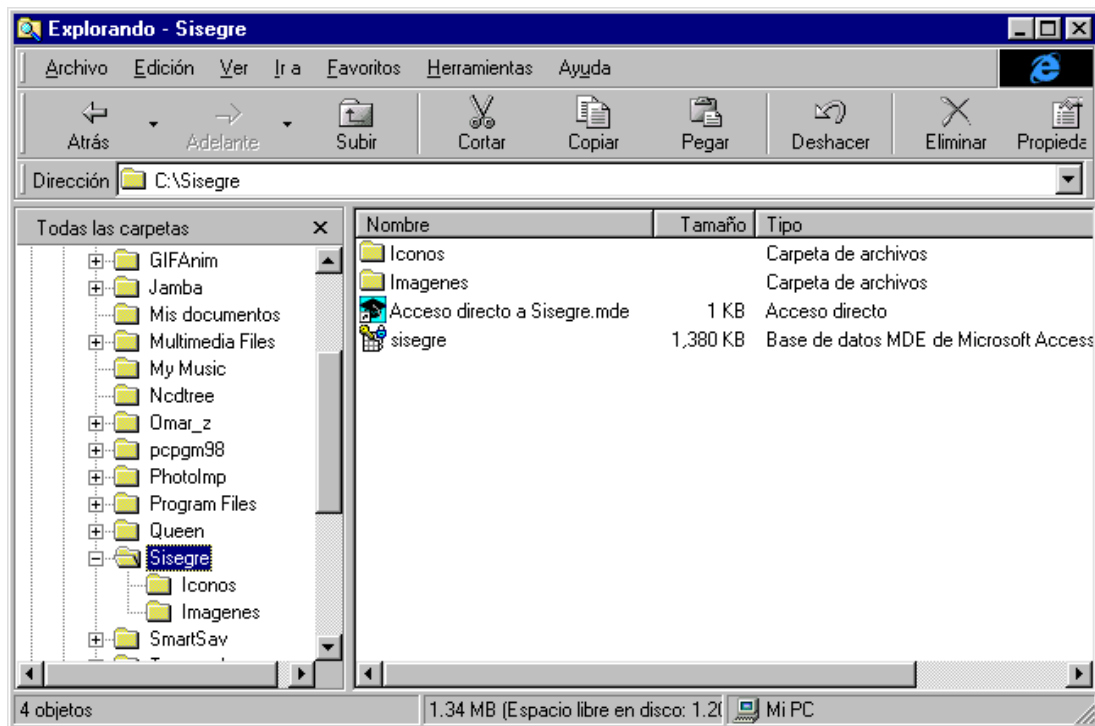 Explorando - Sisegre
Archivo Edición Ver Ir a Favoritos Herramientas Ayuda
Atrás Adelante Subir Cortar Copiar Pegar Deshacer Eliminar Propieda
Dirección C:\Sisegre
Todas las carpetas
GIFAnim
Jamba
Mis documentos
Multimedia Files
My Music
Ncdtree
Omar_z
pcpgm98
PhotoImp
Program Files
Queen
Sisegre
Iconos
Imagenes
SmartSav
Nombre Tamaño Tipo
Iconos Carpeta de archivos
Imagenes Carpeta de archivos
Acceso directo a Sisegre.mde 1 KB Acceso directo
sisegre 1,380 KB Base de datos MDE de Microsoft Access
4 objetos 1.34 MB (Espacio libre en disco: 1.2 Mi PC